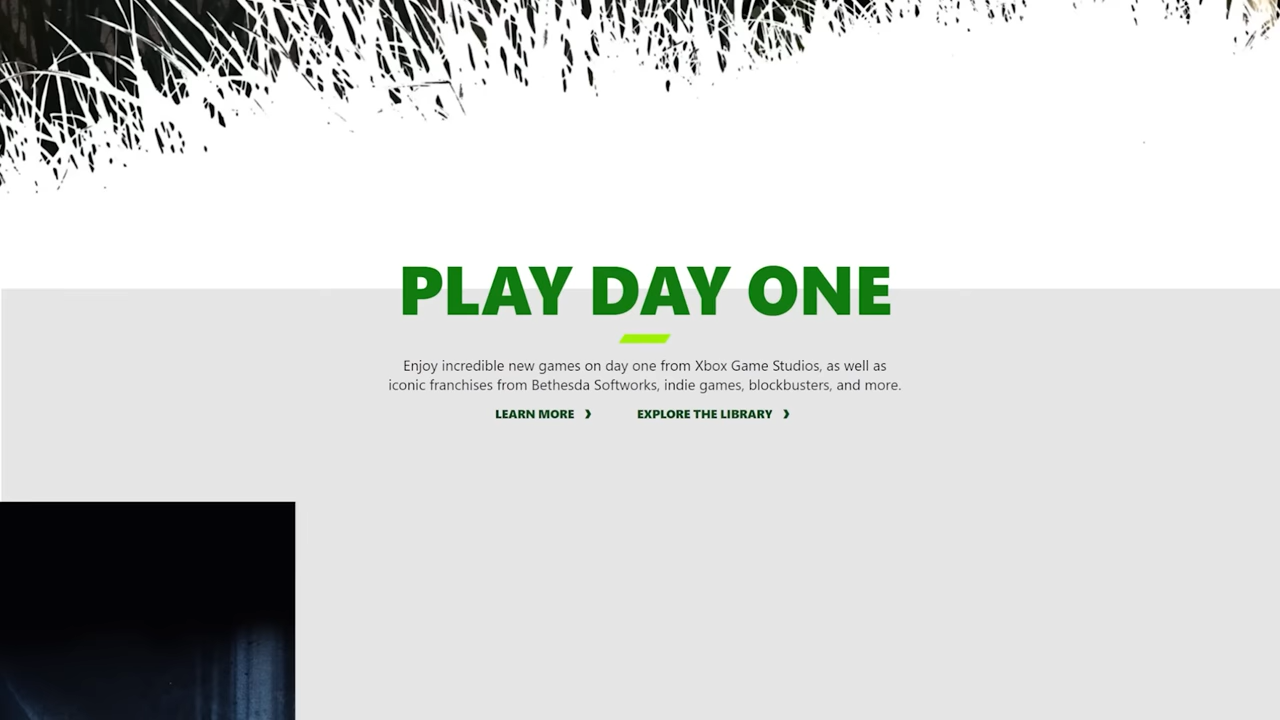 PLAY DAY ONE
Enjoy incredible new games on day one from Xbox Game Studios, as well as
iconic franchises from Bethesda Softworks, indie games, blockbusters, and more.
LEARN MORE ❯ EXPLORE THE LIBRARY ❯